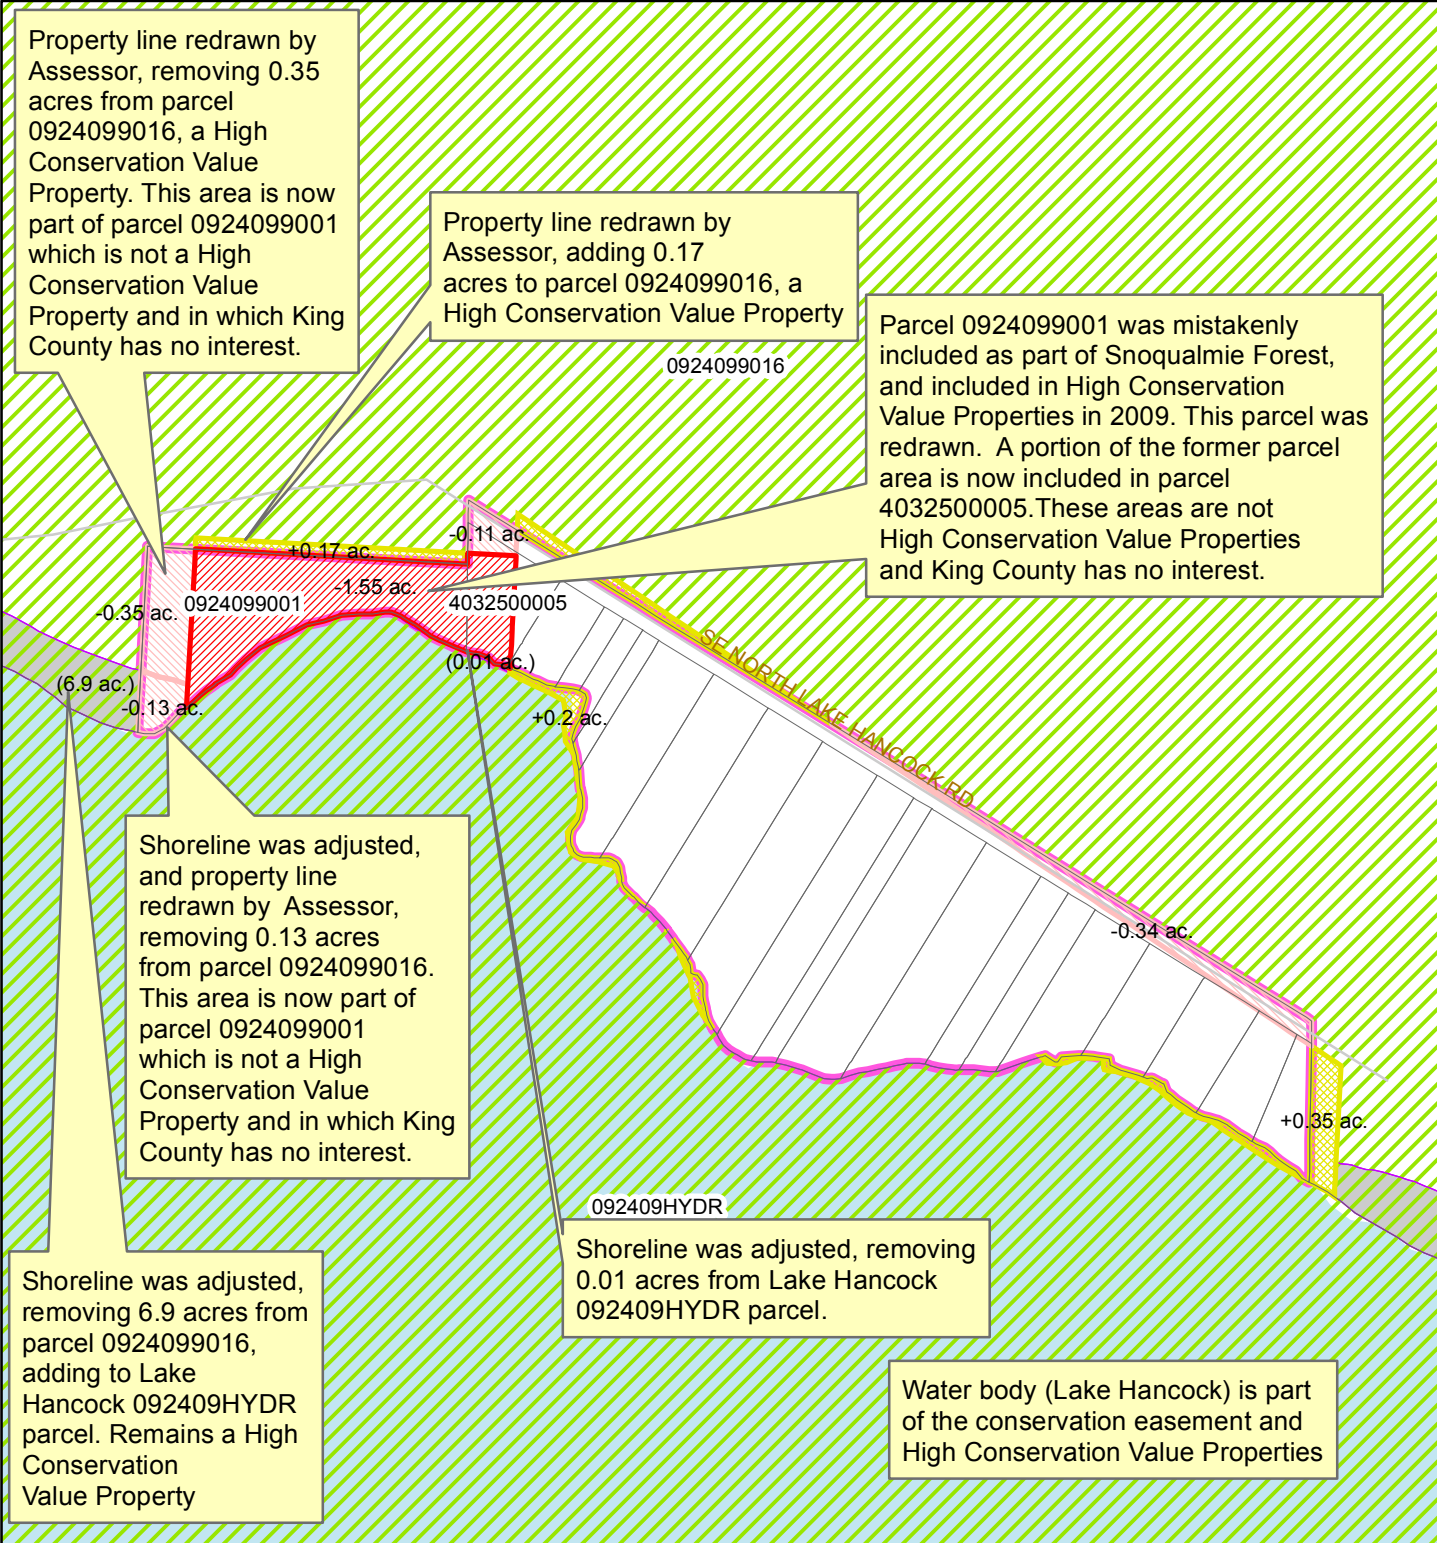 Property line redrawn by
Assessor, removing 0.35
acres from parcel
0924099016, a High
Conservation Value
Property. This area is now
part of parcel 0924099001
which is not a High
Conservation Value
Property and in which King
County has no interest.
Property line redrawn by
Assessor, adding 0.17
acres to parcel 0924099016, a
High Conservation Value Property
0924099016
Parcel 0924099001 was mistakenly
included as part of Snoqualmie Forest,
and included in High Conservation
Value Properties in 2009. This parcel was
redrawn.  A portion of the former parcel
area is now included in parcel
4032500005.These areas are not
High Conservation Value Properties
and King County has no interest.
-0.11 ac.
+0.17 ac.
-1.55 ac.
-0.35 ac.
0924099001
4032500005
(0.01 ac.)
(6.9 ac.)
-0.13 ac.
+0.2 ac.
SE NORTH LAKE HANCOCK RD
-0.34 ac.
+0.35 ac.
Shoreline was adjusted,
and property line
redrawn by  Assessor,
removing 0.13 acres
from parcel 0924099016.
This area is now part of
parcel 0924099001
which is not a High
Conservation Value
Property and in which King
County has no interest.
092409HYDR
Shoreline was adjusted, removing
0.01 acres from Lake Hancock
092409HYDR parcel.
Shoreline was adjusted,
removing 6.9 acres from
parcel 0924099016,
adding to Lake
Hancock 092409HYDR
parcel. Remains a High
Conservation
Value Property
Water body (Lake Hancock) is part
of the conservation easement and
High Conservation Value Properties